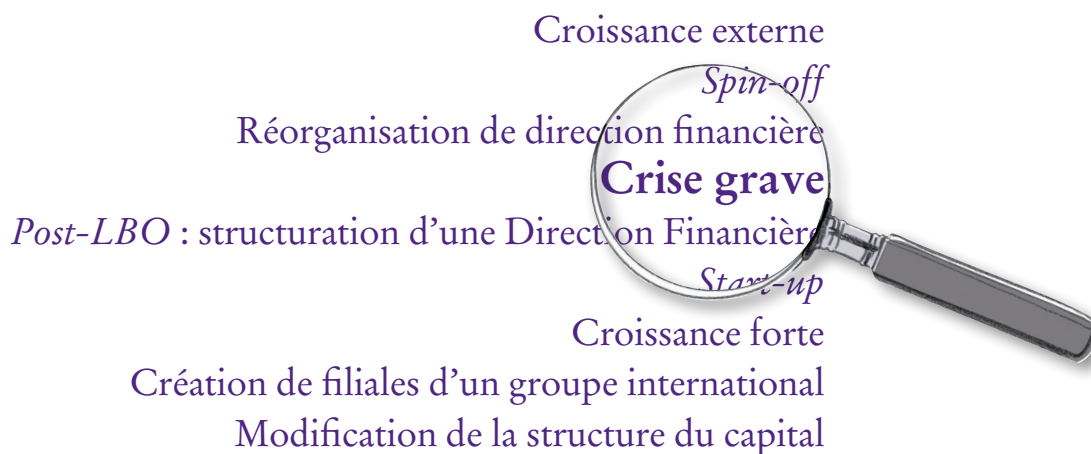 Croissance externe
Spin-off
Réorganisation de direction financière
Crise grave
Post-LBO : structuration d’une Direction Financière
Start-up
Croissance forte
Création de filiales d’un groupe international
Modification de la structure du capital